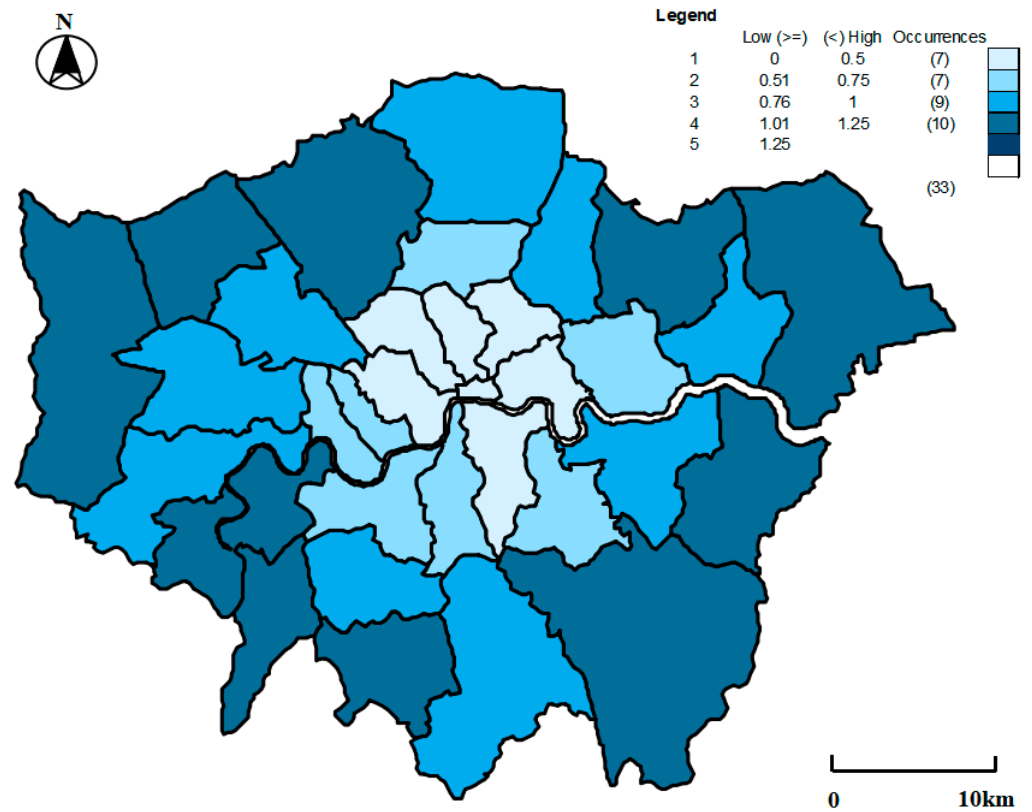 N
Legend
Low (>=) (<) High Occurrences
1 0 0.5 (7)
2 0.51 0.75 (7)
3 0.76 1 (9)
4 1.01 1.25 (10)
5 1.25
(33)
0 10km